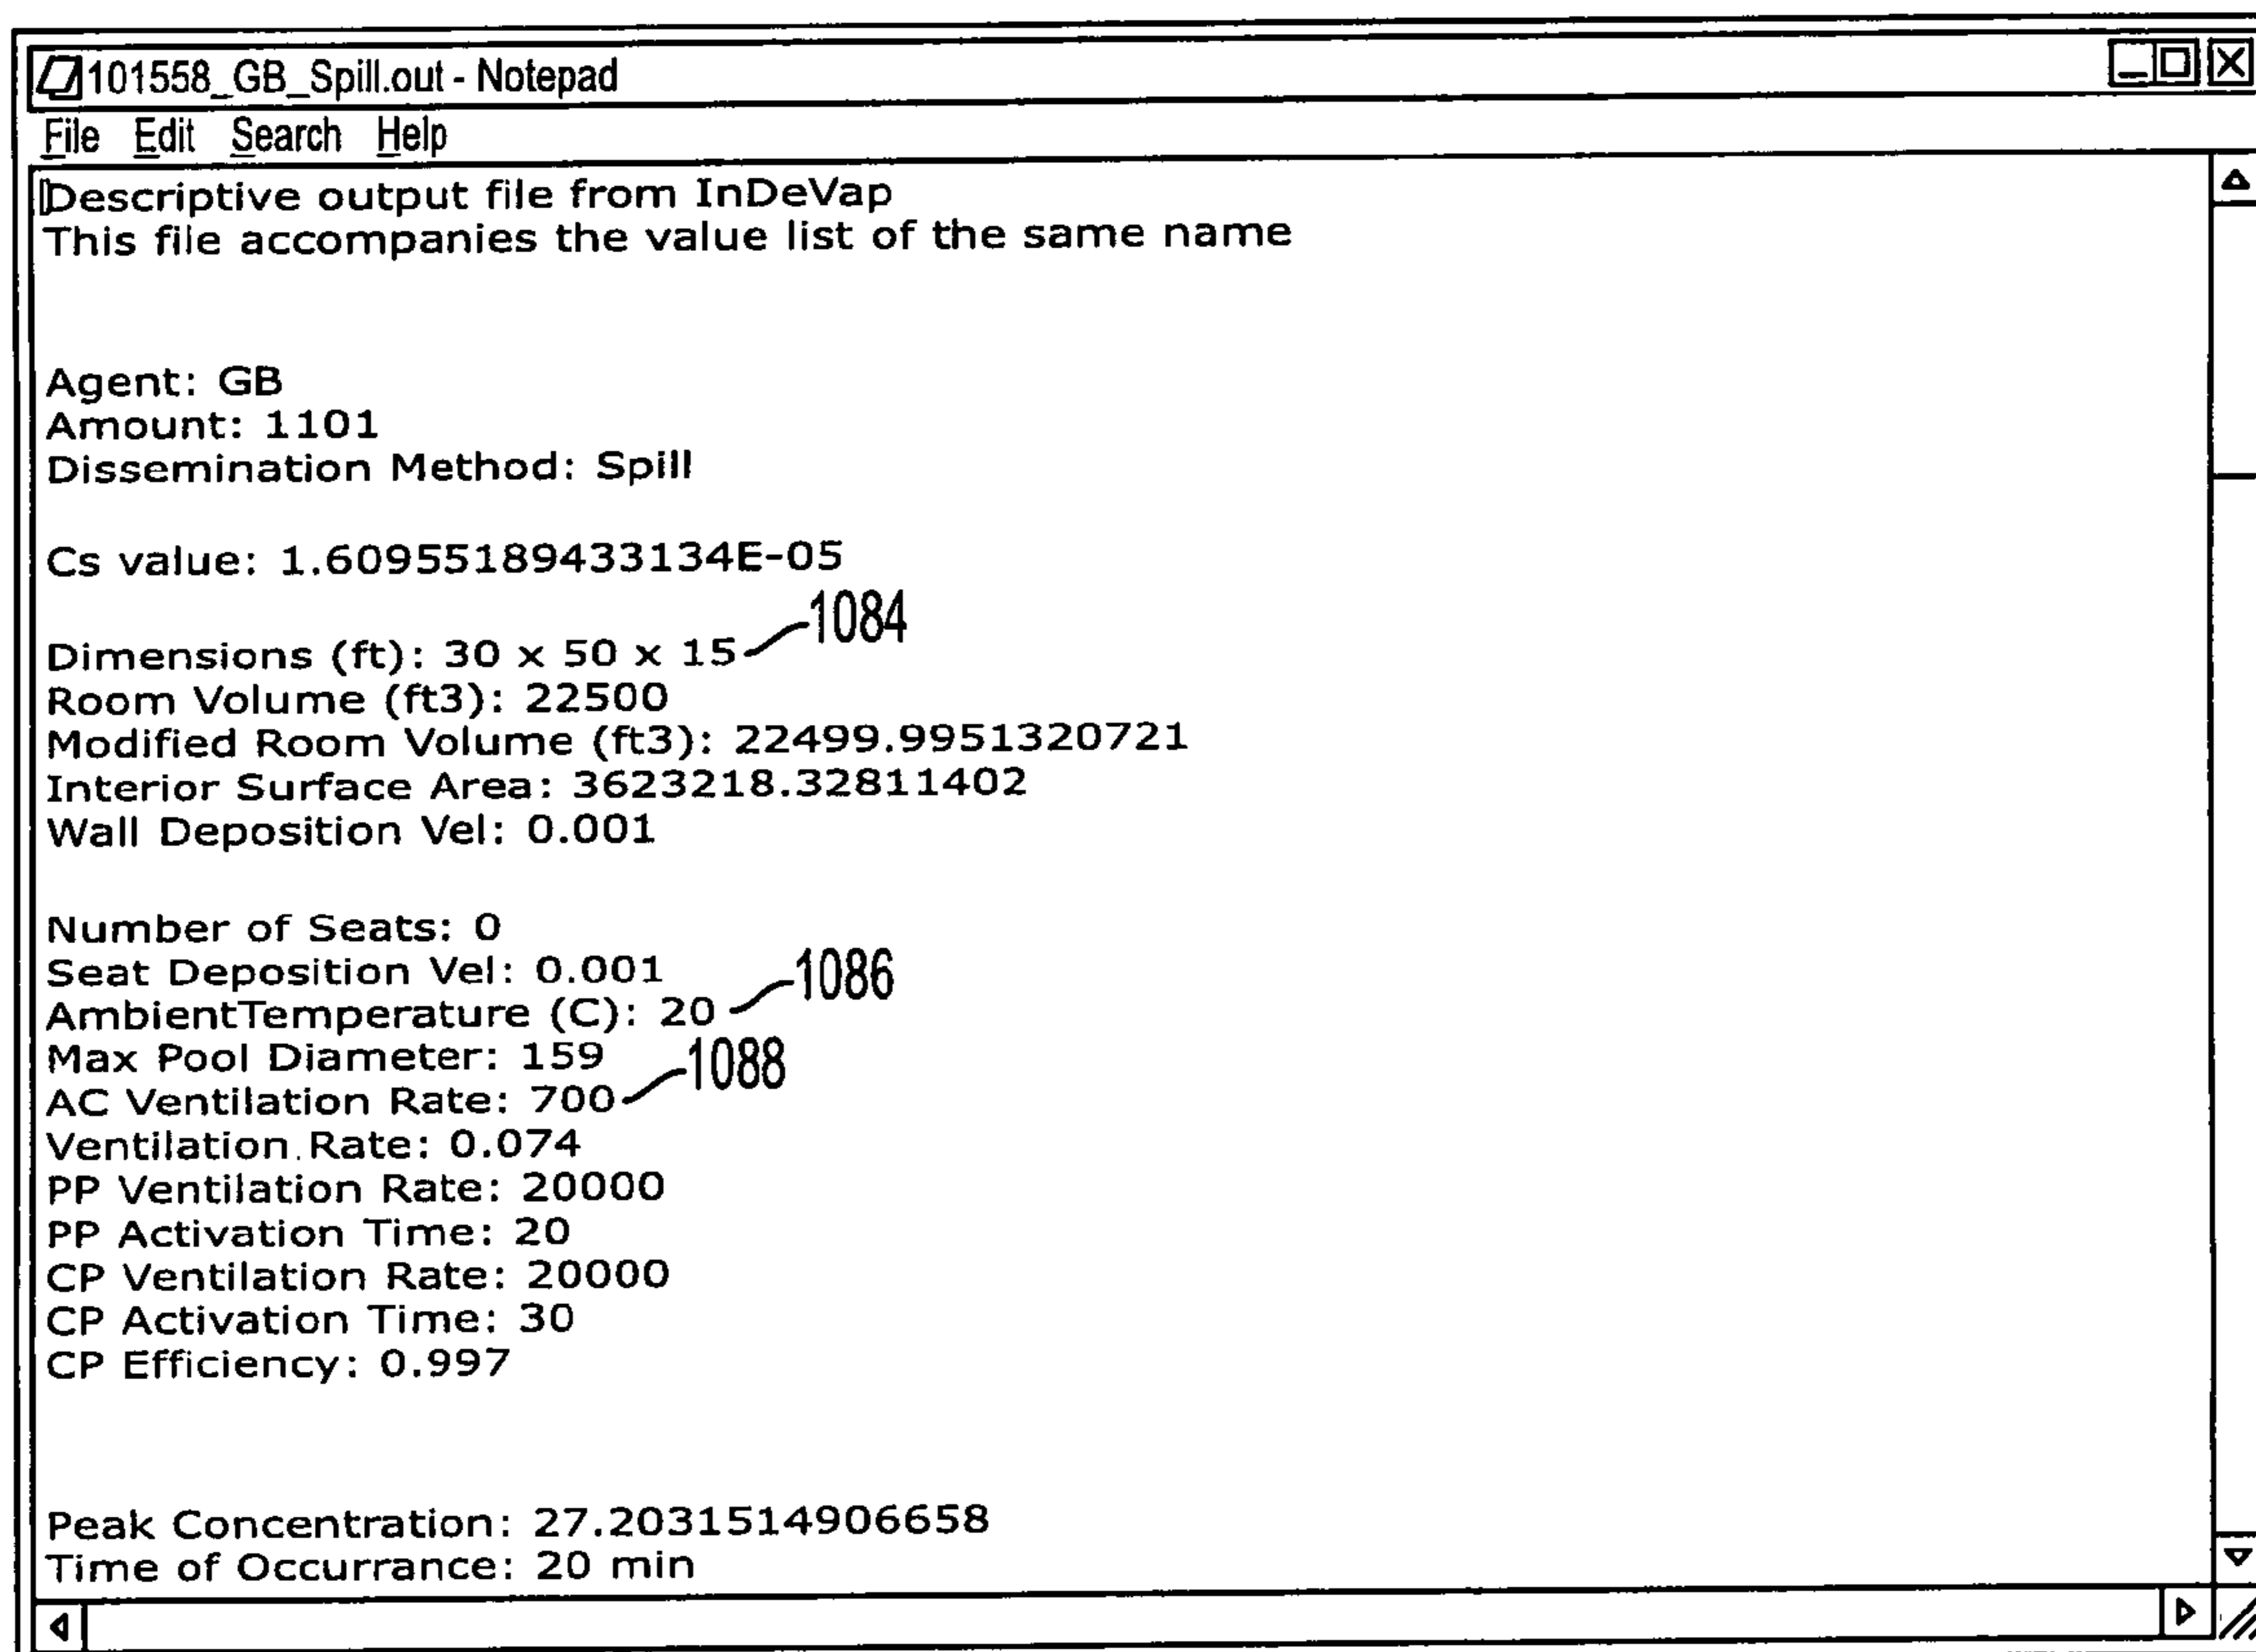 101558_GB_Spill.out - Notepad
File Edit Search Help
Descriptive output file from InDeVap
This file accompanies the value list of the same name
Agent: GB
Amount: 1101
Dissemination Method: Spill
Cs value: 1.60955189433134E-05
1084
Dimensions (ft): 30 x 50 x 15
Room Volume (ft3): 22500
Modified Room Volume (ft3): 22499.9951320721
Interior Surface Area: 3623218.32811402
Wall Deposition Vel: 0.001
Number of Seats: 0
Seat Deposition Vel: 0.001
1086
AmbientTemperature (C): 20
Max Pool Diameter: 159
1088
AC Ventilation Rate: 700
Ventilation Rate: 0.074
PP Ventilation Rate: 20000
PP Activation Time: 20
CP Ventilation Rate: 20000
CP Activation Time: 30
CP Efficiency: 0.997
Peak Concentration: 27.2031514906658
Time of Occurrance: 20 min